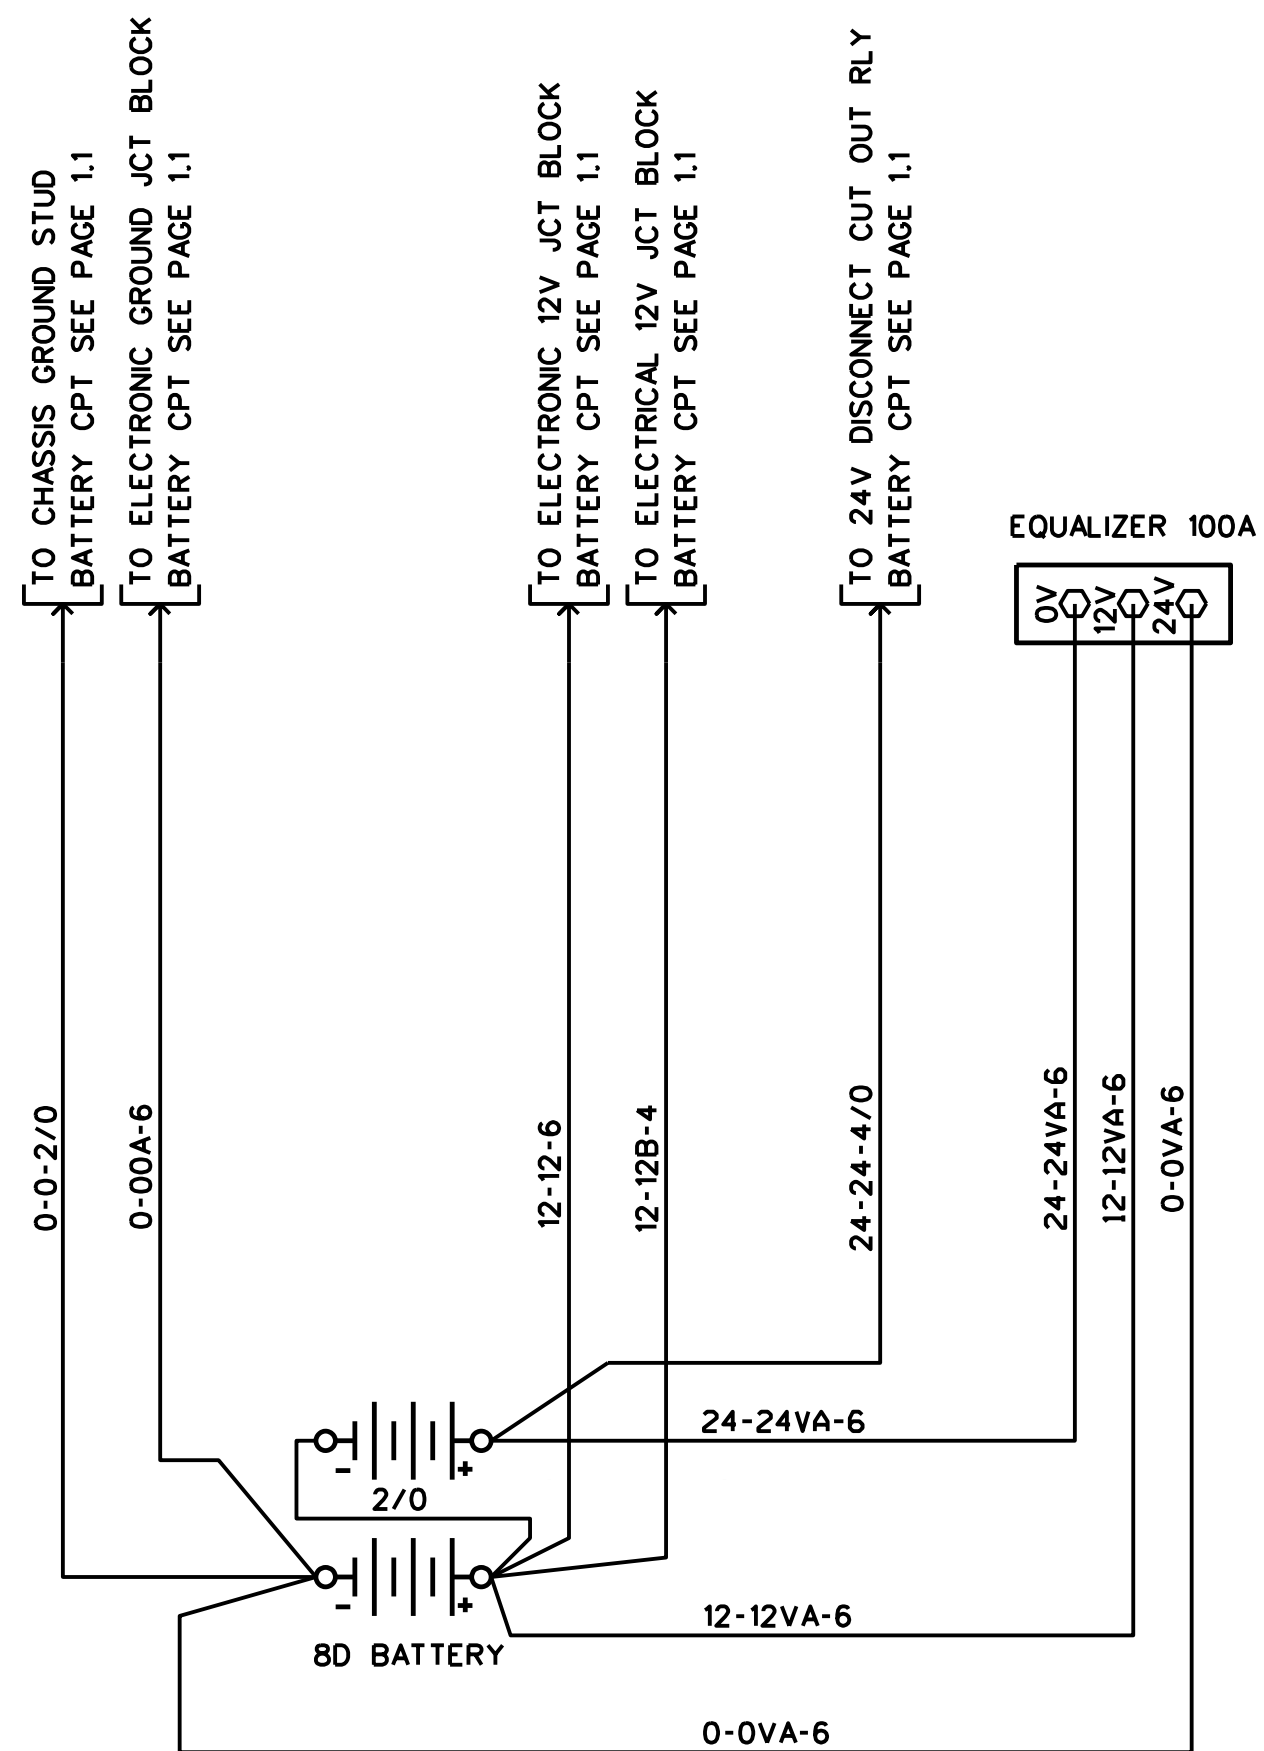 TO CHASSIS GROUND STUD
BATTERY CPT SEE PAGE 1.1
TO ELECTRONIC GROUND JCT BLOCK
BATTERY CPT SEE PAGE 1.1
TO ELECTRONIC 12V JCT BLOCK
BATTERY CPT SEE PAGE 1.1
TO ELECTRICAL 12V JCT BLOCK
BATTERY CPT SEE PAGE 1.1
TO 24V DISCONNECT CUT OUT RLY
BATTERY CPT SEE PAGE 1.1
EQUALIZER 100A
0V
12V
24V
0-0-2/0
0-00A-6
12-12-6
12-12B-4
24-24-4/0
24-24VA-6
12-12VA-6
0-0VA-6
24-24VA-6
- +
2/0
- +
12-12VA-6
8D BATTERY
0-0VA-6